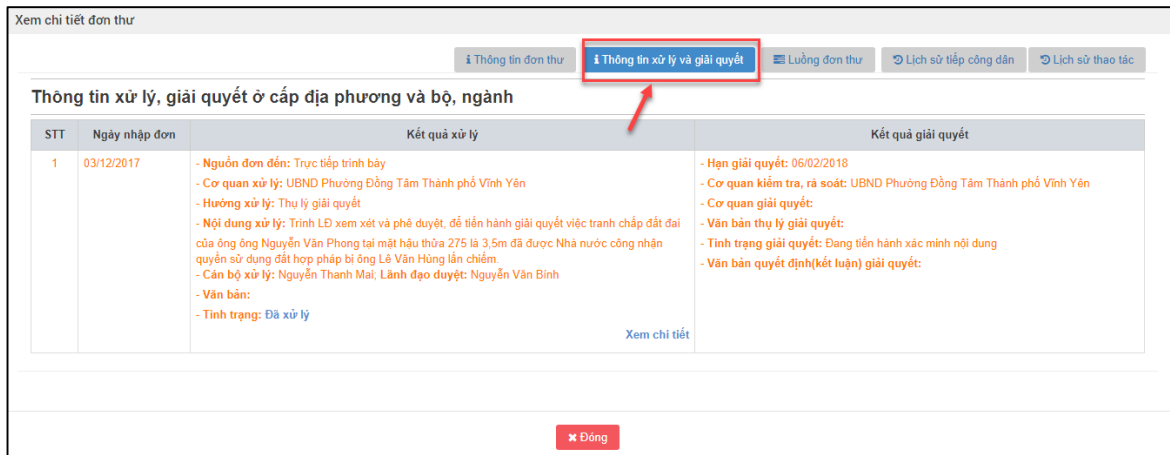 Xem chi tiết đơn thư
Thông tin đơn thư
Thông tin xử lý và giải quyết
Luồng đơn thư
Lịch sử tiếp công dân
Lịch sử thao tác
Thông tin xử lý, giải quyết ở cấp địa phương và bộ, ngành
STT Ngày nhập đơn Kết quả xử lý Kết quả giải quyết
1 03/12/2017
- Nguồn đơn đến: Trực tiếp trình bày
- Cơ quan xử lý: UBND Phường Đồng Tâm Thành phố Vĩnh Yên
- Hướng xử lý: Thụ lý giải quyết
- Nội dung xử lý: Trình LĐ xem xét và phê duyệt, để tiến hành giải quyết việc tranh chấp đất đai
của ông ông Nguyễn Văn Phong tại mặt hậu thửa 275 là 3,5m đã được Nhà nước công nhận
quyền sử dụng đất hợp pháp bị ông Lê Văn Hùng lấn chiếm.
- Cán bộ xử lý: Nguyễn Thanh Mai; Lãnh đạo duyệt: Nguyễn Văn Bính
- Văn bản:
- Tình trạng: Đã xử lý
Xem chi tiết
- Hạn giải quyết: 06/02/2018
- Cơ quan kiểm tra, rà soát: UBND Phường Đồng Tâm Thành phố Vĩnh Yên
- Cơ quan giải quyết:
- Văn bản thụ lý giải quyết:
- Tình trạng giải quyết: Đang tiến hành xác minh nội dung
- Văn bản quyết định(kết luận) giải quyết:
Đóng